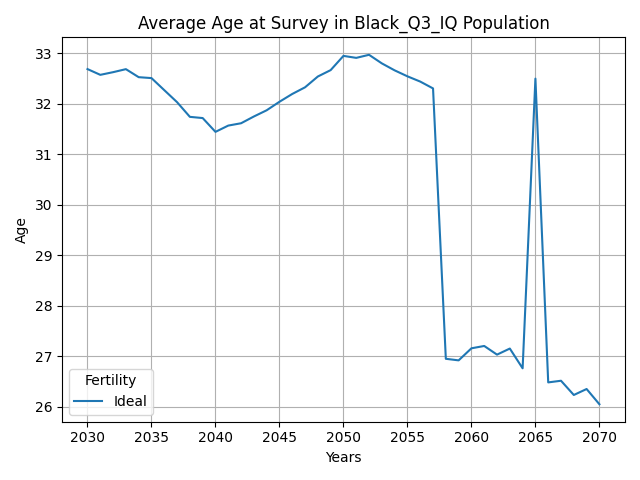 Average Age at Survey in Black_Q3_IQ Population
33
32
31
30
29
28
27
26
Age
Fertility
Ideal
2030 2035 2040 2045 2050 2055 2060 2065 2070
Years